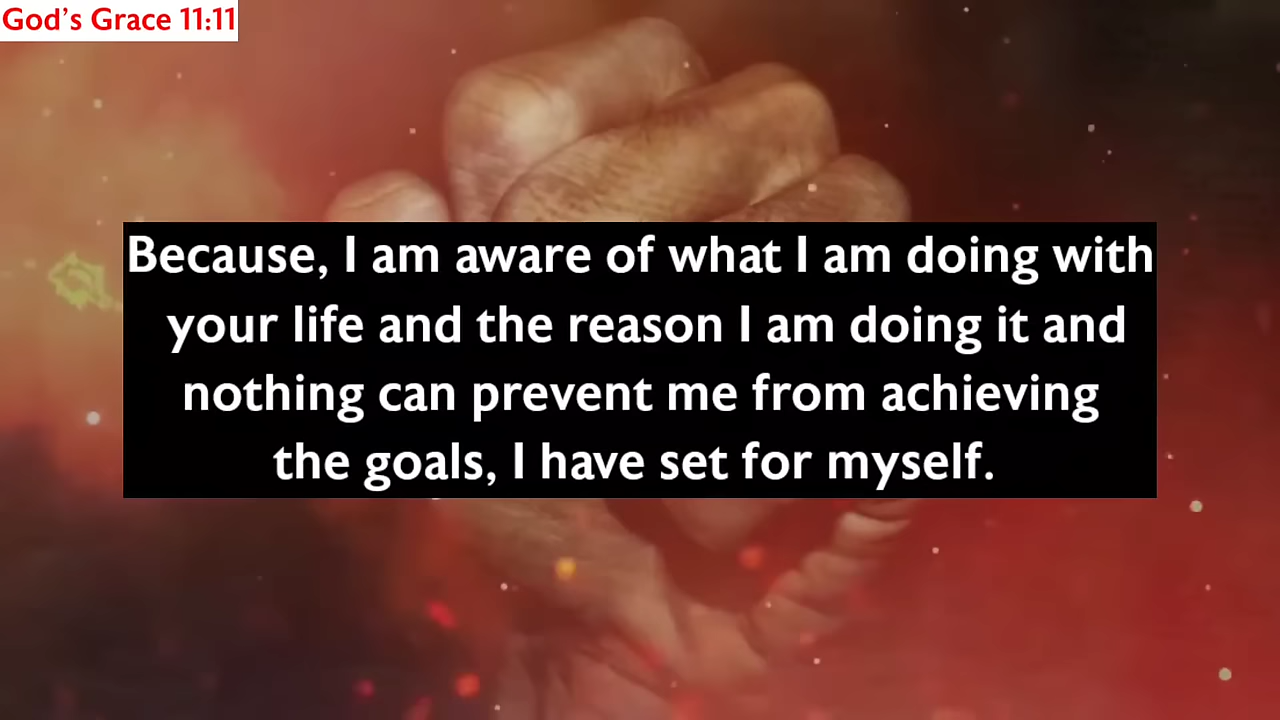 God’s Grace 11:11
Because, I am aware of what I am doing with
your life and the reason I am doing it and
nothing can prevent me from achieving
the goals, I have set for myself.